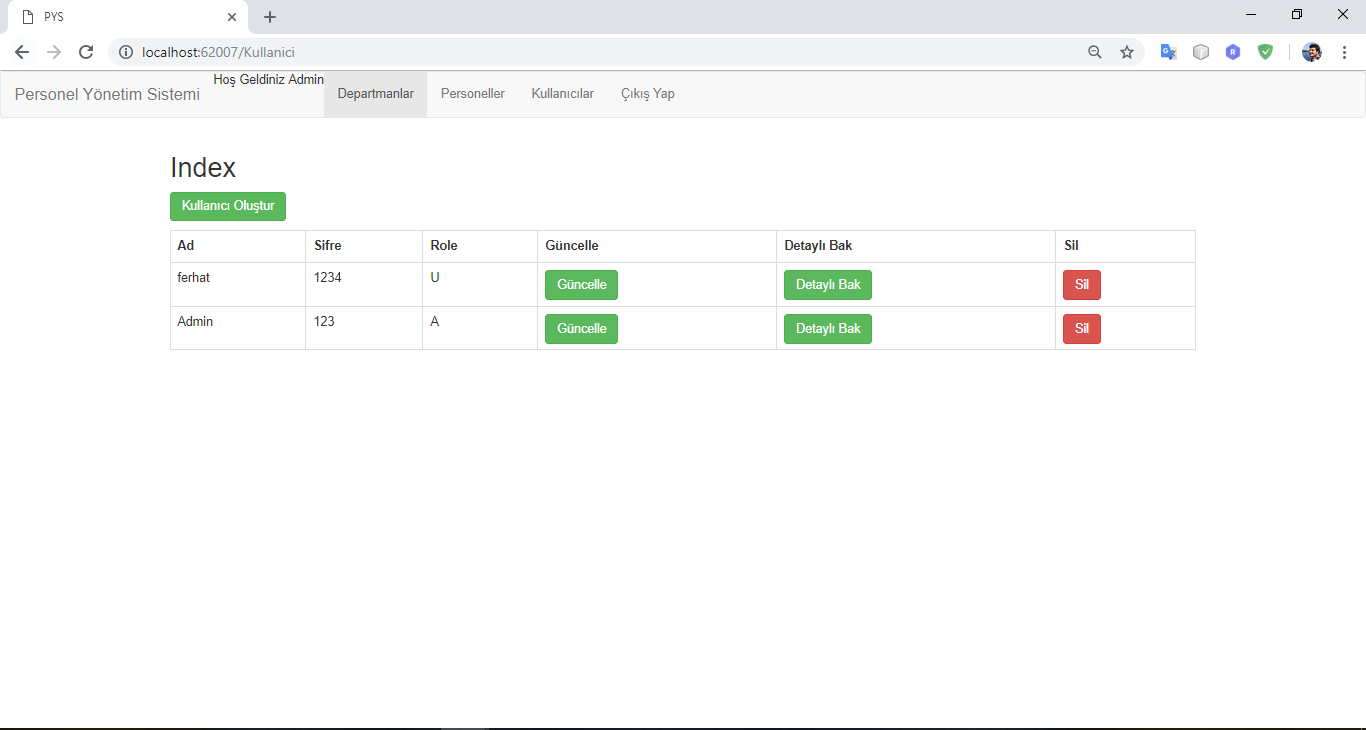 PYS
localhost:62007/Kullanici
Hoş Geldiniz Admin
Personel Yönetim Sistemi Departmanlar Personeller Kullanıcılar Çıkış Yap
Index
Kullanıcı Oluştur
Ad Sifre Role Güncelle Detaylı Bak Sil
ferhat 1234 U Güncelle Detaylı Bak Sil
Admin 123 A Güncelle Detaylı Bak Sil